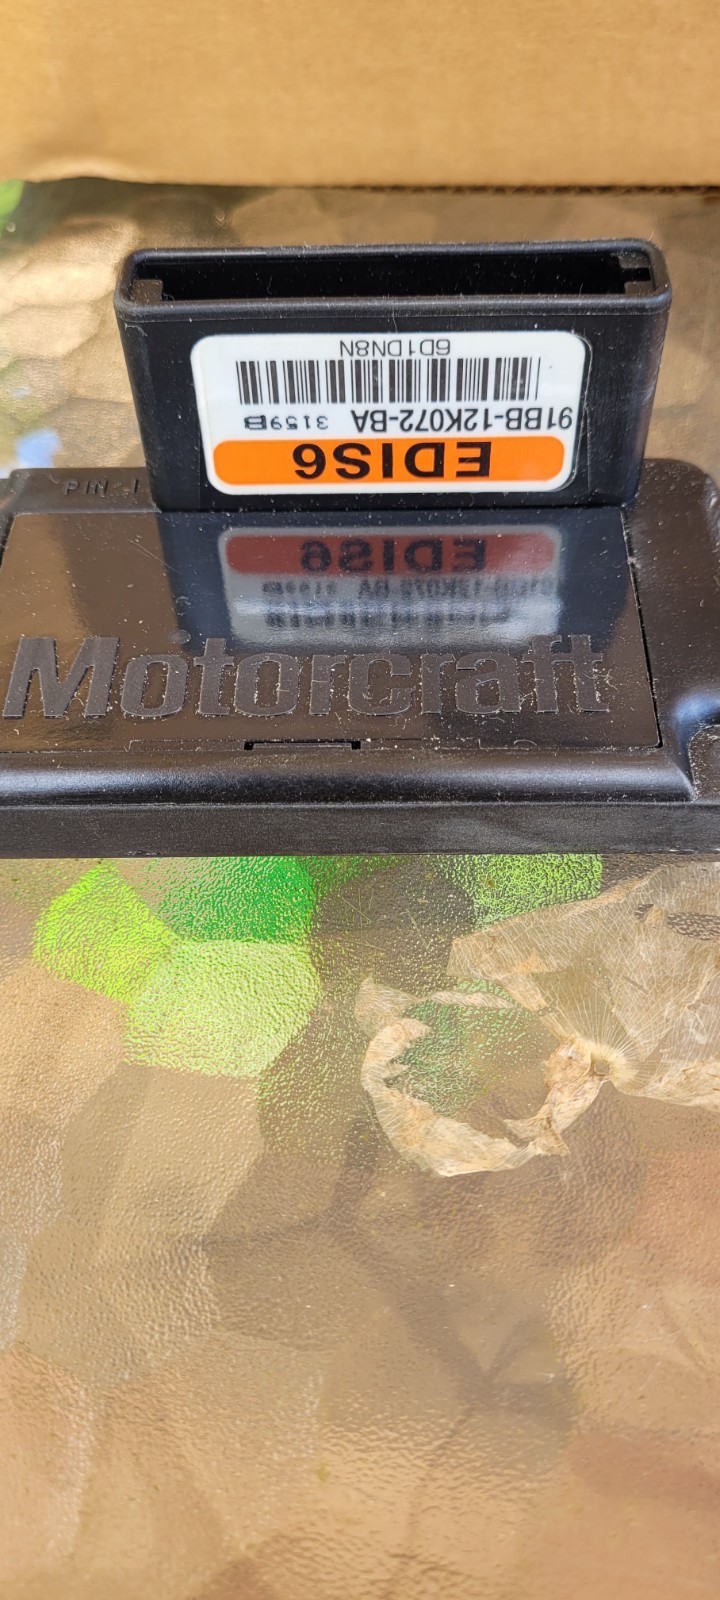 EDIS6
91BB-12K072-BA 3159B
6D1DN8N
PIN 1
Motorcraft